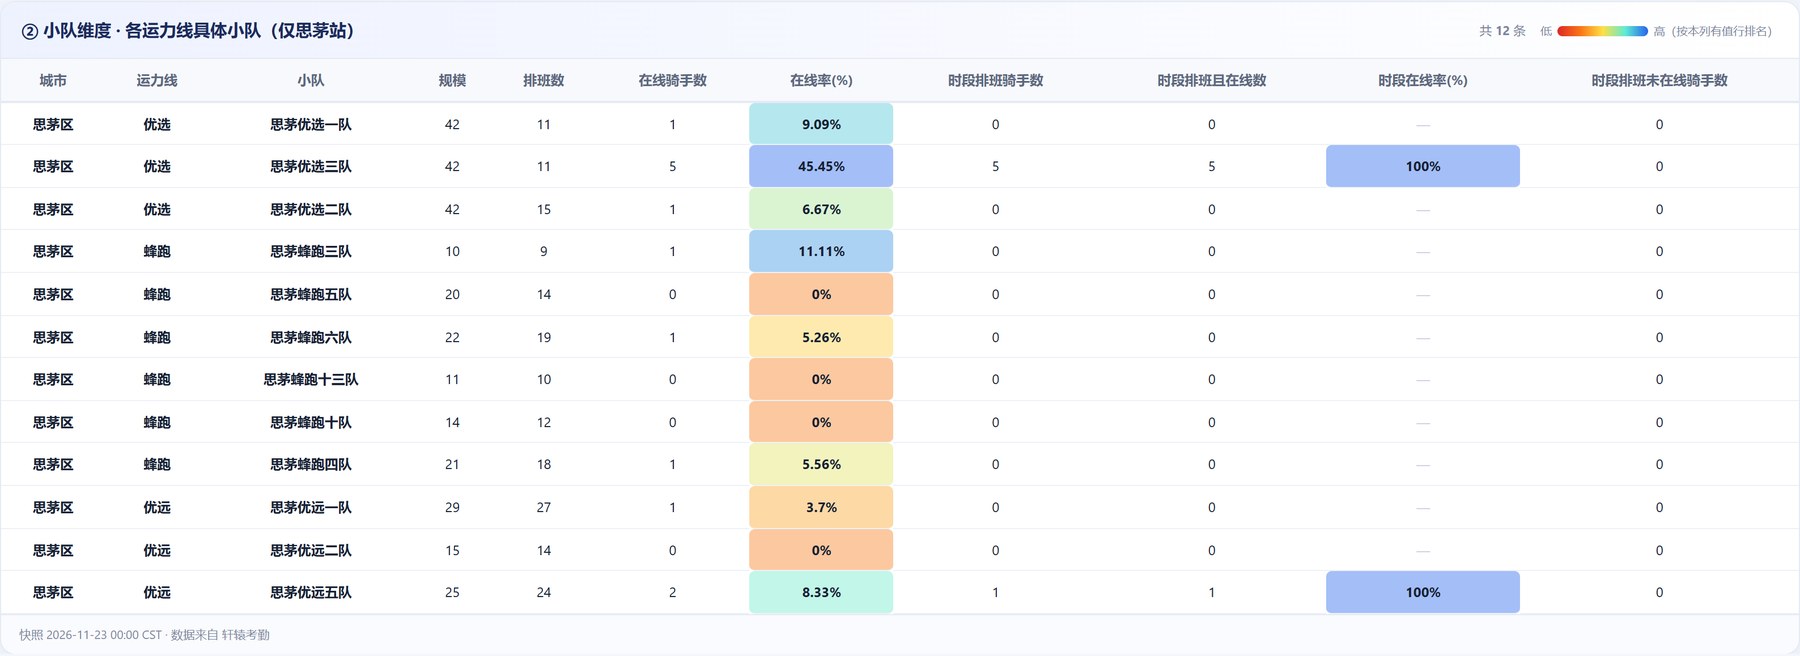 ② 小队维度 · 各运力线具体小队（仅思茅站）
共 12 条 低 高 (按本列有值行排名)
城市 运力线 小队 规模 排班数 在线骑手数 在线率(%) 时段排班骑手数 时段排班且在线数 时段在线率(%) 时段排班未在线骑手数
思茅区 优选 思茅优选一队 42 11 1 9.09% 0 0 — 0
思茅区 优选 思茅优选三队 42 11 5 45.45% 5 5 100% 0
思茅区 优选 思茅优选二队 42 15 1 6.67% 0 0 — 0
思茅区 蜂跑 思茅蜂跑三队 10 9 1 11.11% 0 0 — 0
思茅区 蜂跑 思茅蜂跑五队 20 14 0 0% 0 0 — 0
思茅区 蜂跑 思茅蜂跑六队 22 19 1 5.26% 0 0 — 0
思茅区 蜂跑 思茅蜂跑十三队 11 10 0 0% 0 0 — 0
思茅区 蜂跑 思茅蜂跑十队 14 12 0 0% 0 0 — 0
思茅区 蜂跑 思茅蜂跑四队 21 18 1 5.56% 0 0 — 0
思茅区 优远 思茅优远一队 29 27 1 3.7% 0 0 — 0
思茅区 优远 思茅优远二队 15 14 0 0% 0 0 — 0
思茅区 优远 思茅优远五队 25 24 2 8.33% 1 1 100% 0
快照 2026-11-23 00:00 CST · 数据来自 轩辕考勤